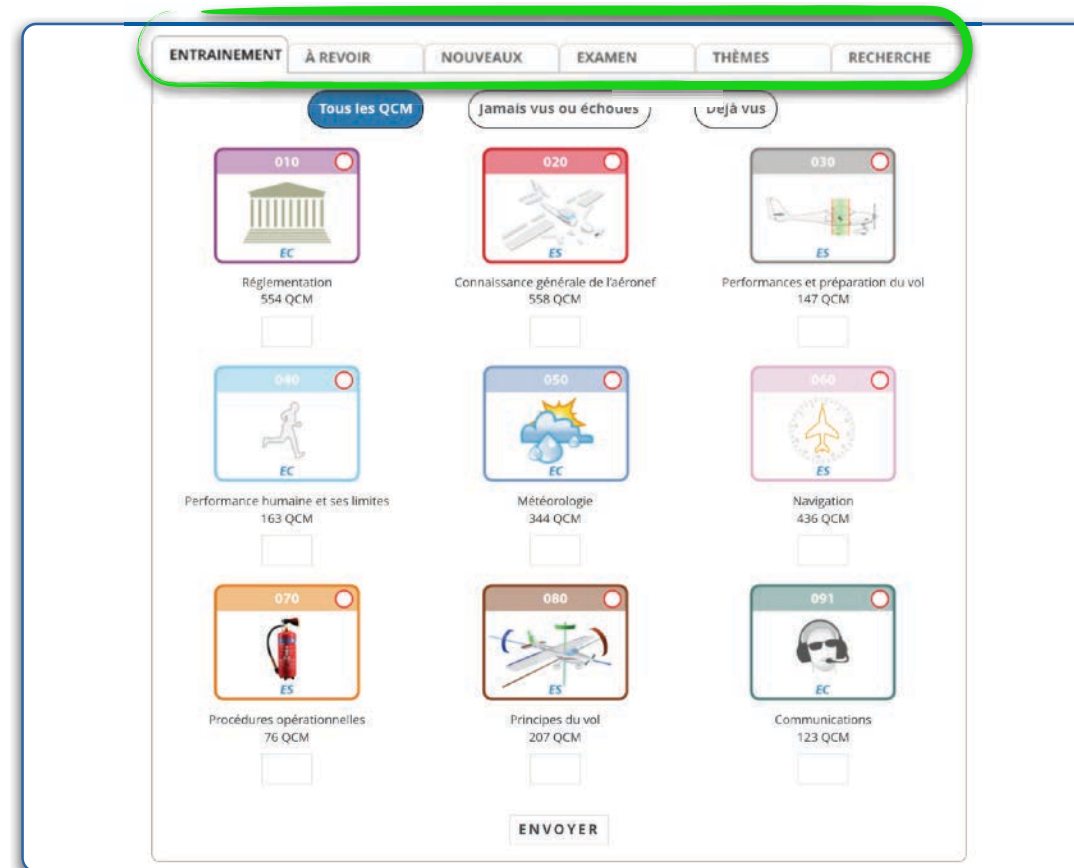 ENTRAINEMENT À REVOIR NOUVEAUX EXAMEN THÈMES RECHERCHE
Tous les QCM Jamais vus ou échoués Déjà vus
010 020 030
EC ES ES
Réglementation Connaissance générale de l'aéronef Performances et préparation du vol
554 QCM 558 QCM 147 QCM
040 050 060
EC EC ES
Performance humaine et ses limites Météorologie Navigation
163 QCM 344 QCM 436 QCM
070 080 091
ES ES EC
Procédures opérationnelles Principes du vol Communications
76 QCM 207 QCM 123 QCM
ENVOYER